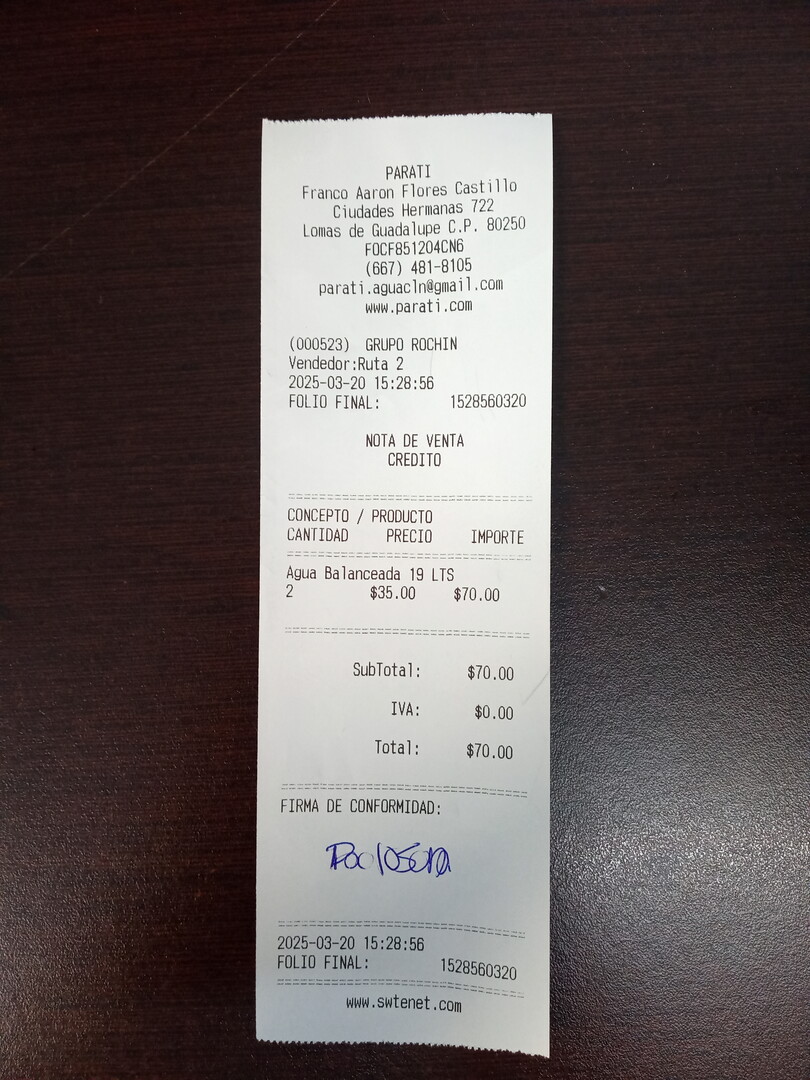 PARATI
Franco Aaron Flores Castillo
Ciudades Hermanas 722
Lomas de Guadalupe C.P. 80250
FOCF851204CN6
(667) 481-8105
parati.aguacln@gmail.com
www.parati.com
(000523) GRUPO ROCHIN
Vendedor:Ruta 2
2025-03-20 15:28:56
FOLIO FINAL: 1528560320
NOTA DE VENTA
CREDITO
CONCEPTO / PRODUCTO
CANTIDAD PRECIO IMPORTE
Agua Balanceada 19 LTS
2 $35.00 $70.00
SubTotal: $70.00
IVA: $0.00
Total: $70.00
FIRMA DE CONFORMIDAD:
2025-03-20 15:28:56
FOLIO FINAL: 1528560320
www.swtenet.com